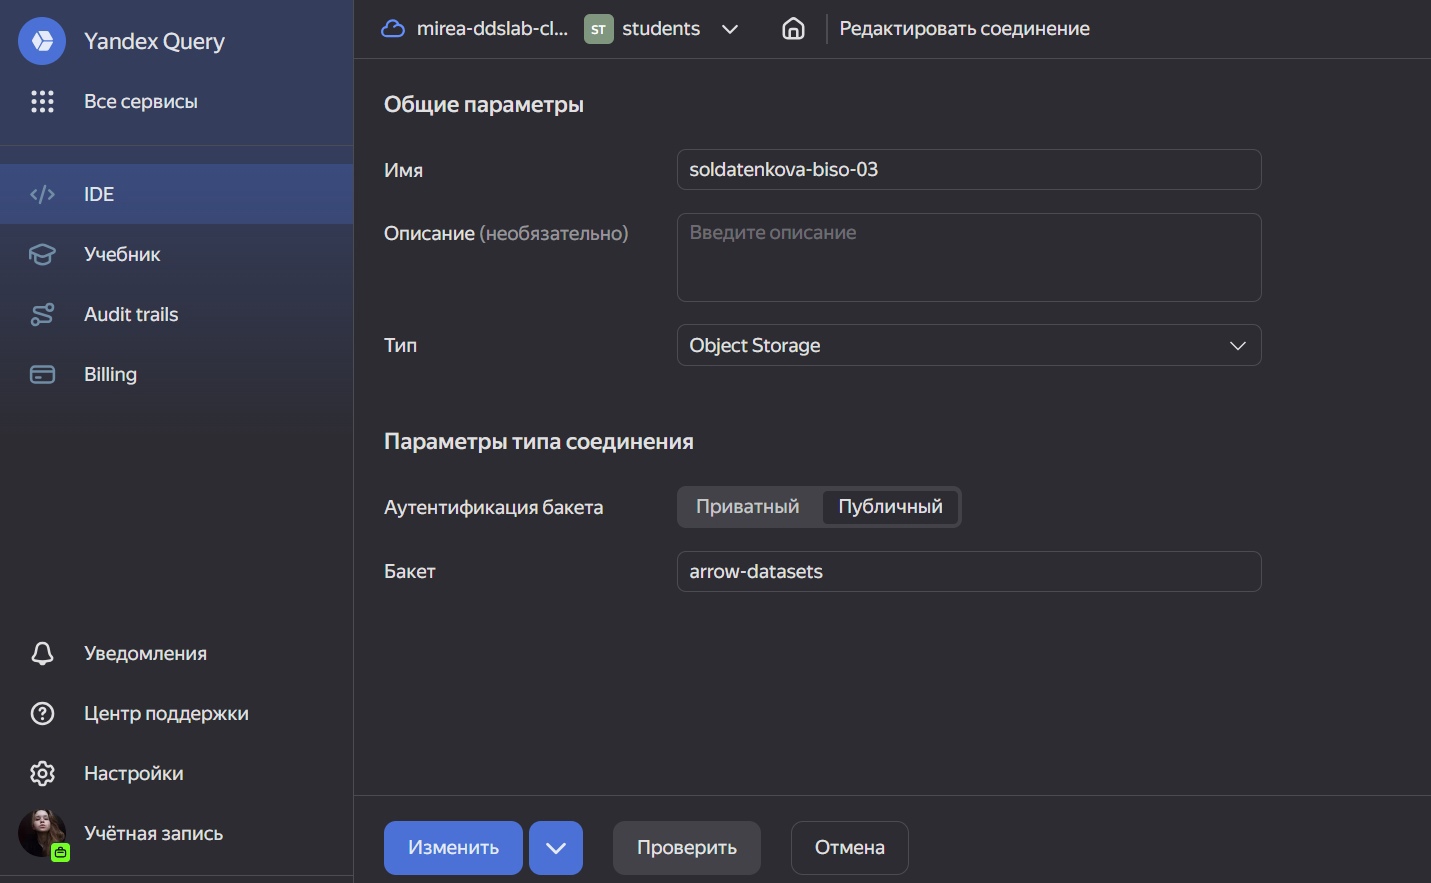 Yandex Query
Все сервисы
IDE
Учебник
Audit trails
Billing
Уведомления
Центр поддержки
Настройки
Учётная запись
mirea-ddslab-cl... ST students Редактировать соединение
Общие параметры
Имя soldatenkova-biso-03
Описание (необязательно) Введите описание
Тип Object Storage
Параметры типа соединения
Аутентификация бакета Приватный Публичный
Бакет arrow-datasets
Изменить Проверить Отмена